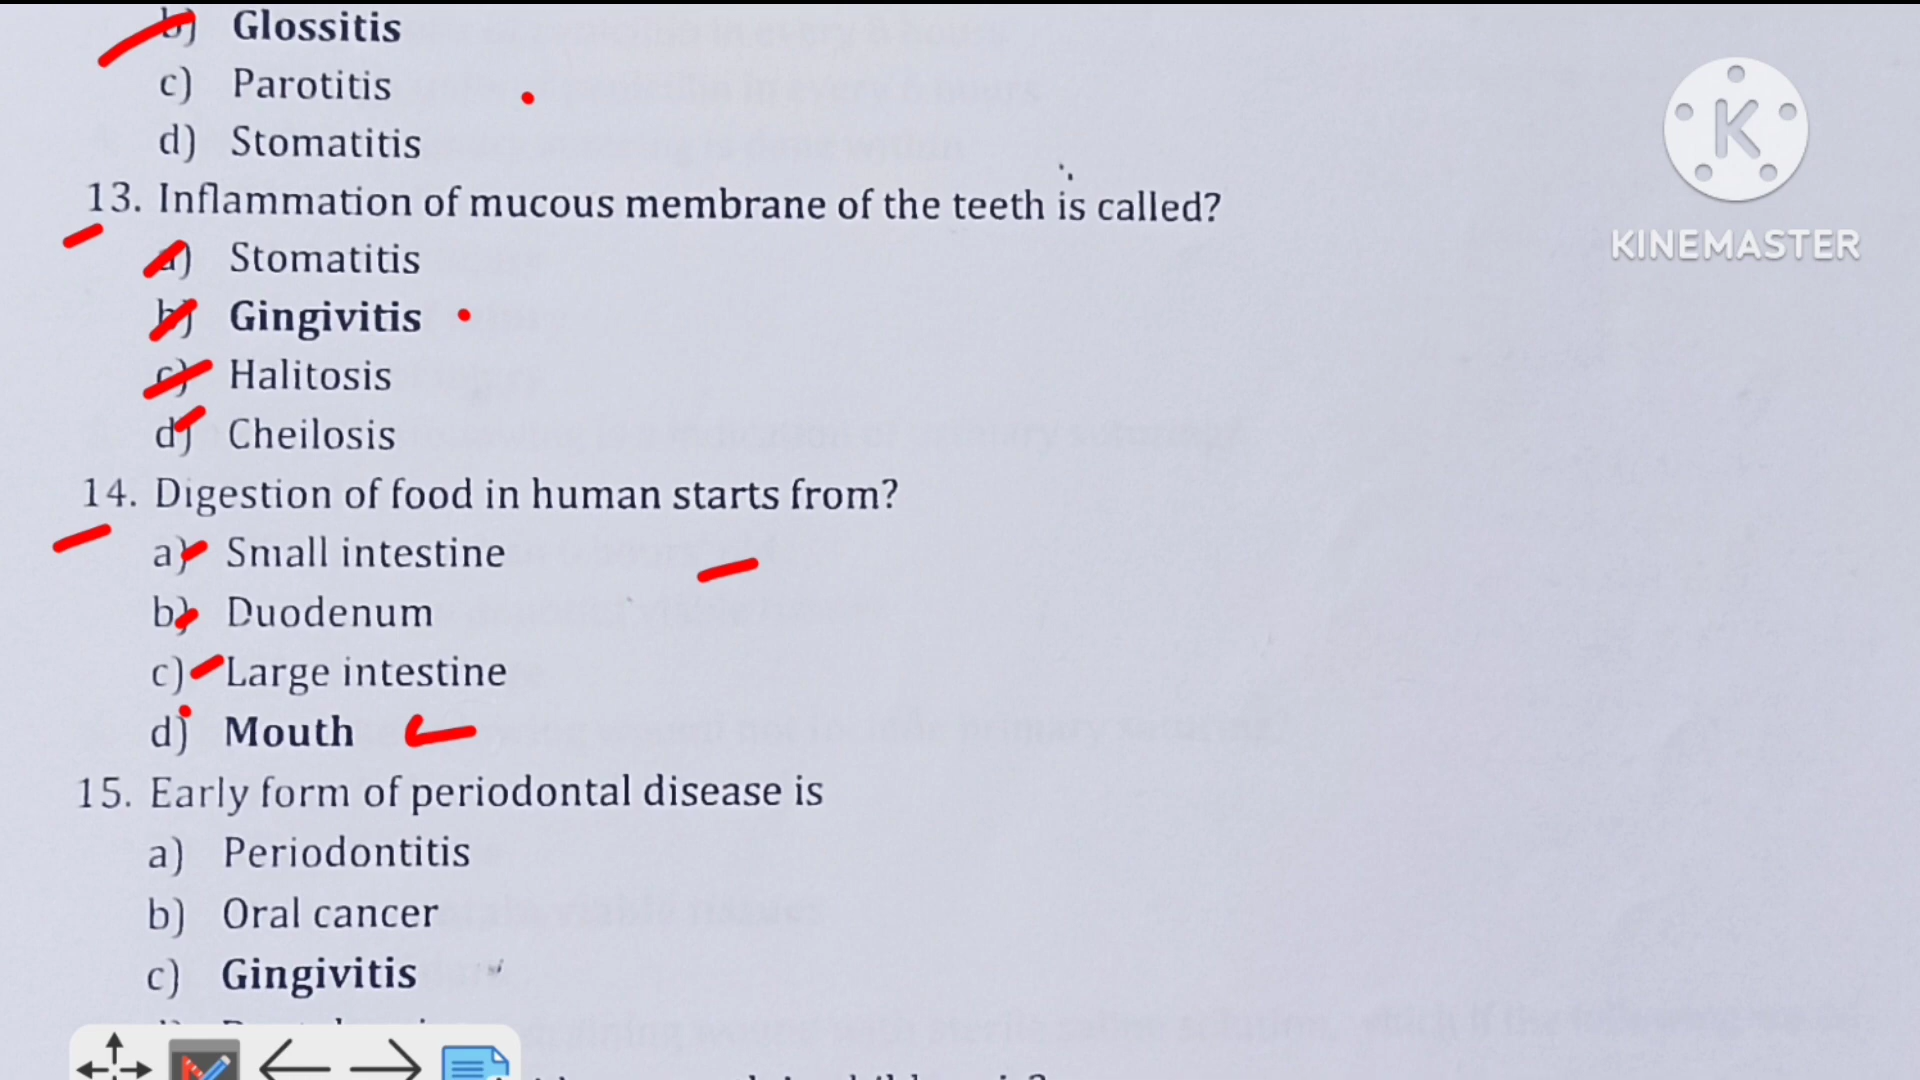 b) Glossitis
c) Parotitis
d) Stomatitis
13. Inflammation of mucous membrane of the teeth is called?
a) Stomatitis
b) Gingivitis
c) Halitosis
d) Cheilosis
14. Digestion of food in human starts from?
a) Small intestine
b) Duodenum
c) Large intestine
d) Mouth
15. Early form of periodontal disease is
a) Periodontitis
b) Oral cancer
c) Gingivitis
K
KINEMASTER